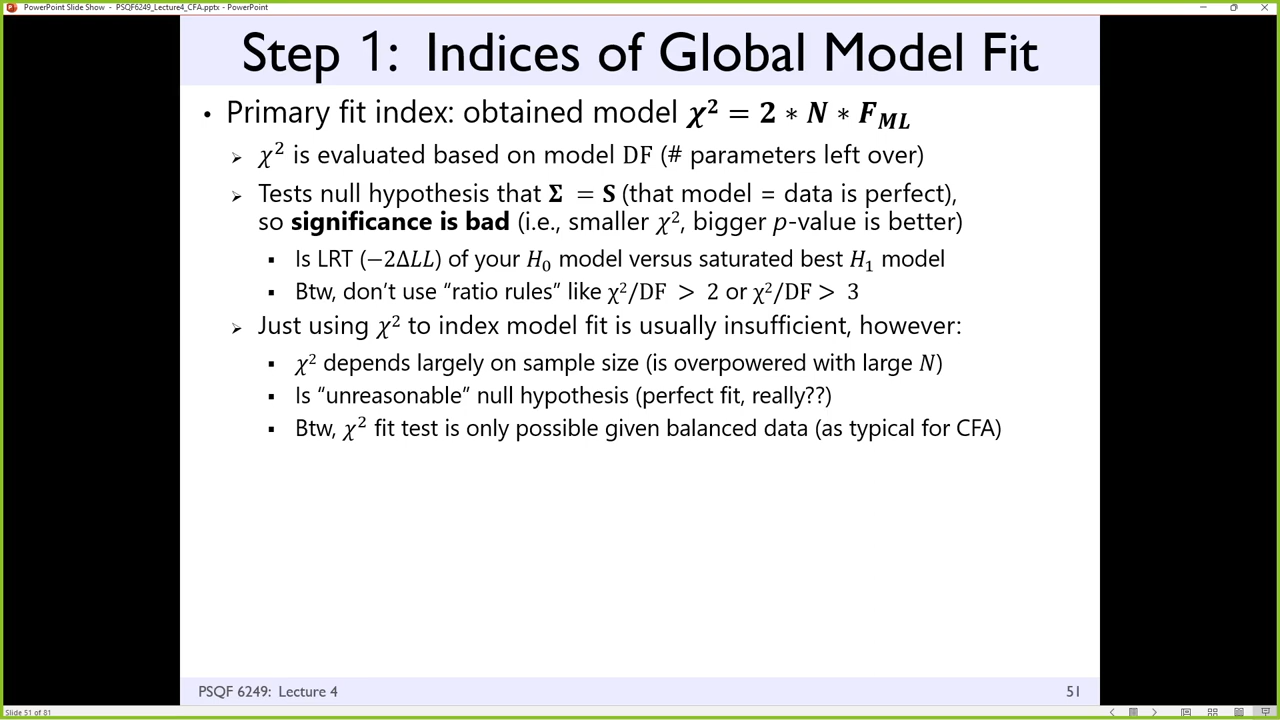 PowerPoint Slide Show - PSQF6249_Lecture4_CFA.pptx - PowerPoint
Step 1: Indices of Global Model Fit
• Primary fit index: obtained model χ² = 2 * N * F_ML
➢ χ² is evaluated based on model DF (# parameters left over)
➢ Tests null hypothesis that Σ = S (that model = data is perfect),
so significance is bad (i.e., smaller χ², bigger p-value is better)
▪ Is LRT (−2ΔLL) of your H₀ model versus saturated best H₁ model
▪ Btw, don’t use “ratio rules” like χ²/DF > 2 or χ²/DF > 3
➢ Just using χ² to index model fit is usually insufficient, however:
▪ χ² depends largely on sample size (is overpowered with large N)
▪ Is “unreasonable” null hypothesis (perfect fit, really??)
▪ Btw, χ² fit test is only possible given balanced data (as typical for CFA)
PSQF 6249: Lecture 4
51
Slide 51 of 81